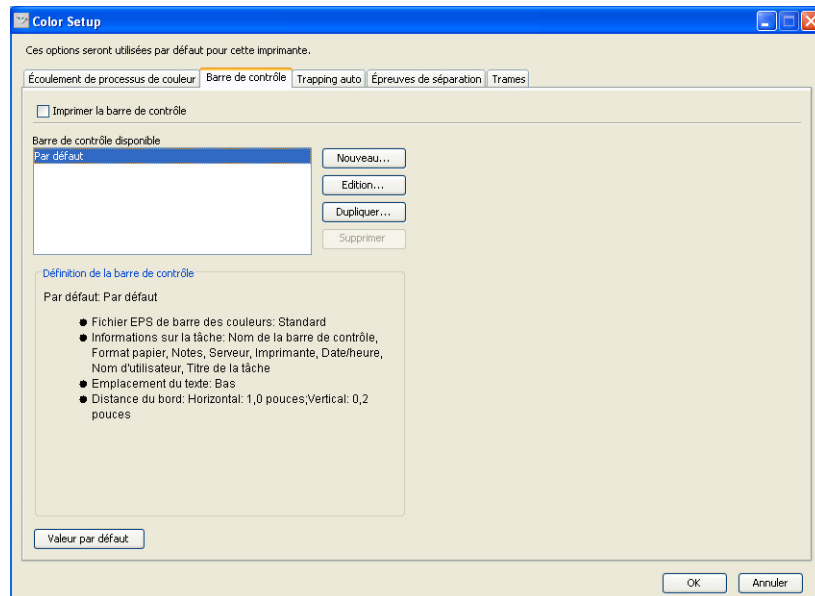 Color Setup
Ces options seront utilisées par défaut pour cette imprimante.
Écoulement de processus de couleur Barre de contrôle Trapping auto Épreuves de séparation Trames
Imprimer la barre de contrôle
Barre de contrôle disponible
Par défaut
Nouveau...
Edition...
Dupliquer...
Supprimer
Définition de la barre de contrôle
Par défaut: Par défaut
Fichier EPS de barre des couleurs: Standard
Informations sur la tâche: Nom de la barre de contrôle,
Format papier, Notes, Serveur, Imprimante, Date/heure,
Nom d'utilisateur, Titre de la tâche
Emplacement du texte: Bas
Distance du bord: Horizontal: 1,0 pouces;Vertical: 0,2
pouces
Valeur par défaut
OK Annuler